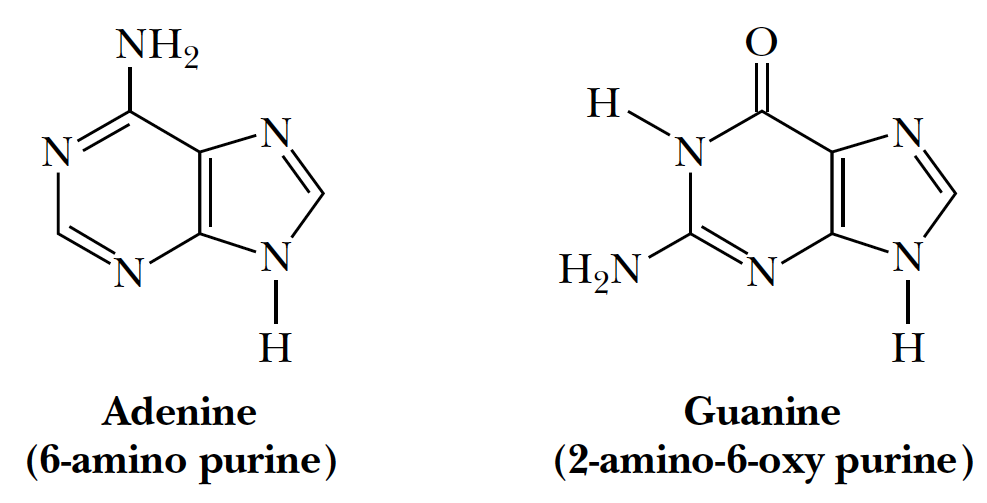 NH₂
N
N
N
N
H
Adenine
(6-amino purine)
O
H
N
N
H₂N
N
N
H
Guanine
(2-amino-6-oxy purine)